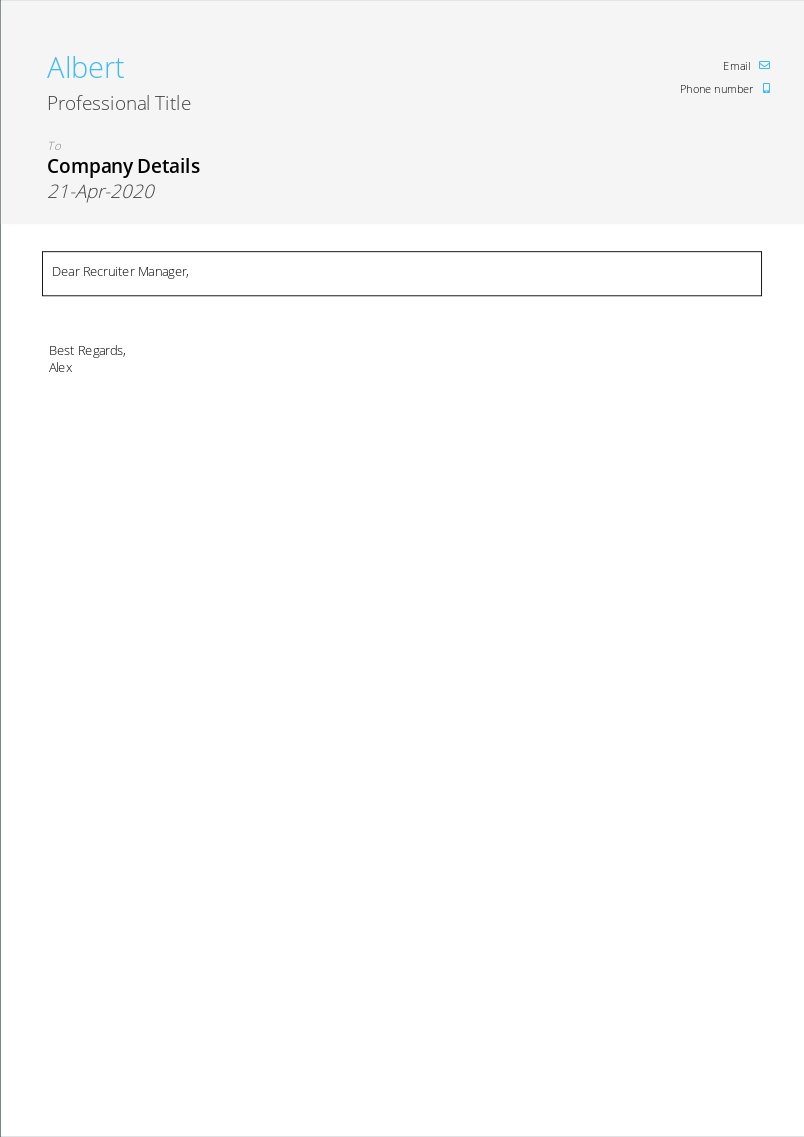 Albert
Professional Title
Email
Phone number
To
Company Details
21-Apr-2020
Dear Recruiter Manager,
Best Regards,
Alex